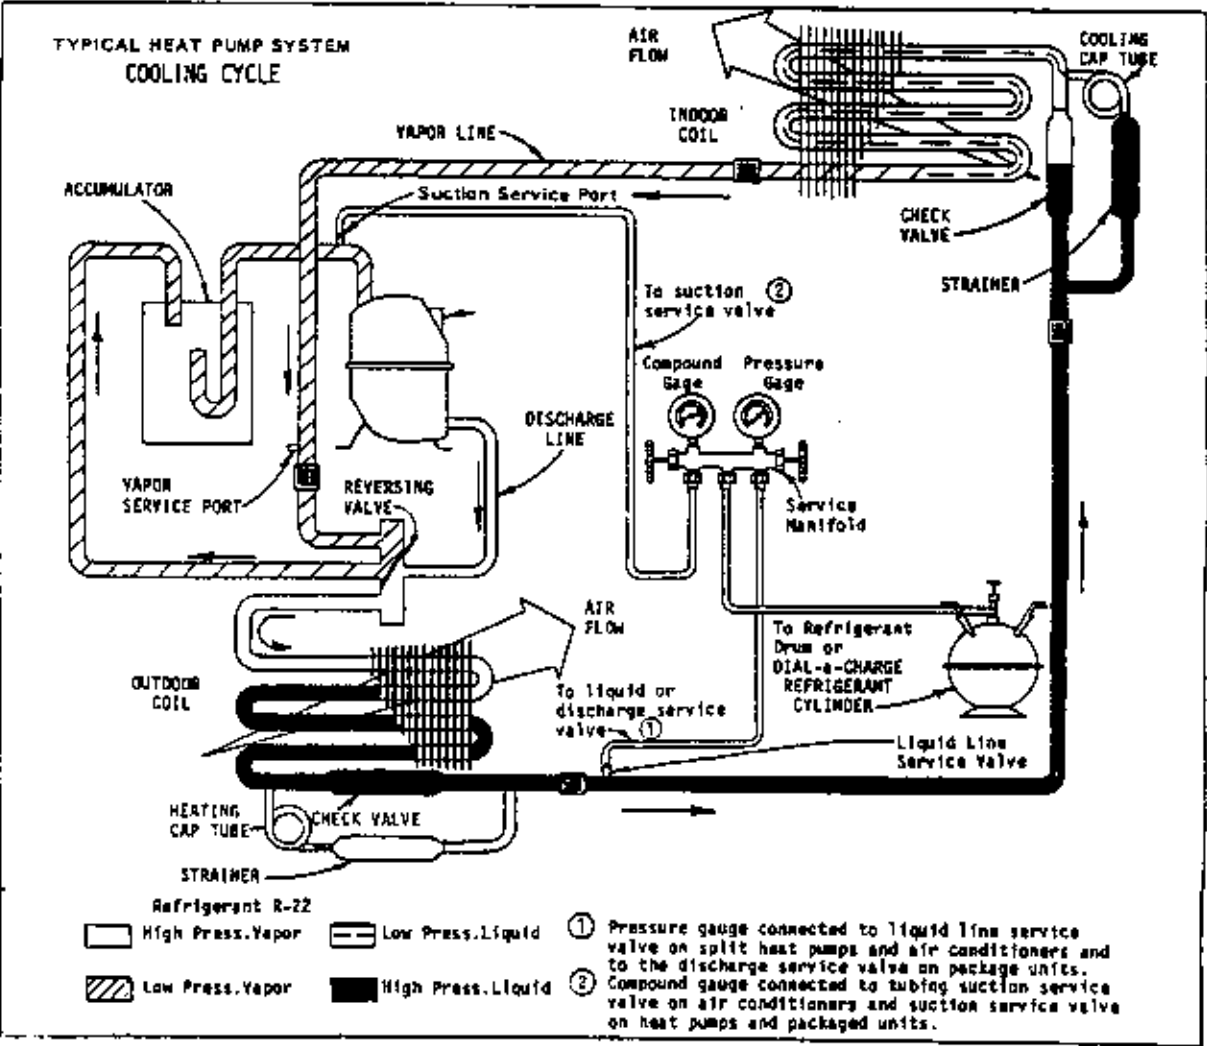 TYPICAL HEAT PUMP SYSTEM
COOLING CYCLE
AIR
FLOW
COOLING
CAP TUBE
INDOOR
COIL
VAPOR LINE
ACCUMULATOR
Suction Service Port
CHECK
VALVE
STRAINER
To suction ②
service valve
Compound
Gage
Pressure
Gage
DISCHARGE
LINE
VAPOR
SERVICE PORT
REVERSING
VALVE
Service
Manifold
AIR
FLOW
To Refrigerant
Drum or
DIAL-a-CHARGE
REFRIGERANT
CYLINDER
OUTDOOR
COIL
To liquid or
discharge service
valve ①
Liquid Line
Service Valve
HEATING
CAP TUBE
CHECK VALVE
STRAINER
Refrigerant R-22
High Press.Vapor
Low Press.Liquid
Low Press.Vapor
High Press.Liquid
① Pressure gauge connected to liquid line service
valve on split heat pumps and air conditioners and
to the discharge service valve on package units.
② Compound gauge connected to tubing suction service
valve on air conditioners and suction service valve
on heat pumps and packaged units.